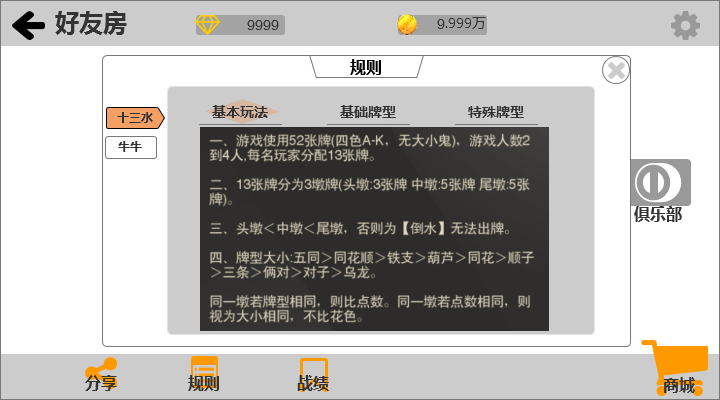 好友房
9999
9.999万
规则
十三水
牛牛
基本玩法
基础牌型
特殊牌型
一、游戏使用52张牌(四色A-K，无大小鬼)，游戏人数2
到4人,每名玩家分配13张牌。
二、13张牌分为3墩牌(头墩:3张牌 中墩:5张牌 尾墩:5张
牌)。
三、头墩＜中墩＜尾墩，否则为【倒水】无法出牌。
四、牌型大小:五同＞同花顺＞铁支＞葫芦＞同花＞顺子
＞三条＞俩对＞对子＞乌龙。
同一墩若牌型相同，则比点数。同一墩若点数相同，则
视为大小相同，不比花色。
俱乐部
分享
规则
战绩
商城